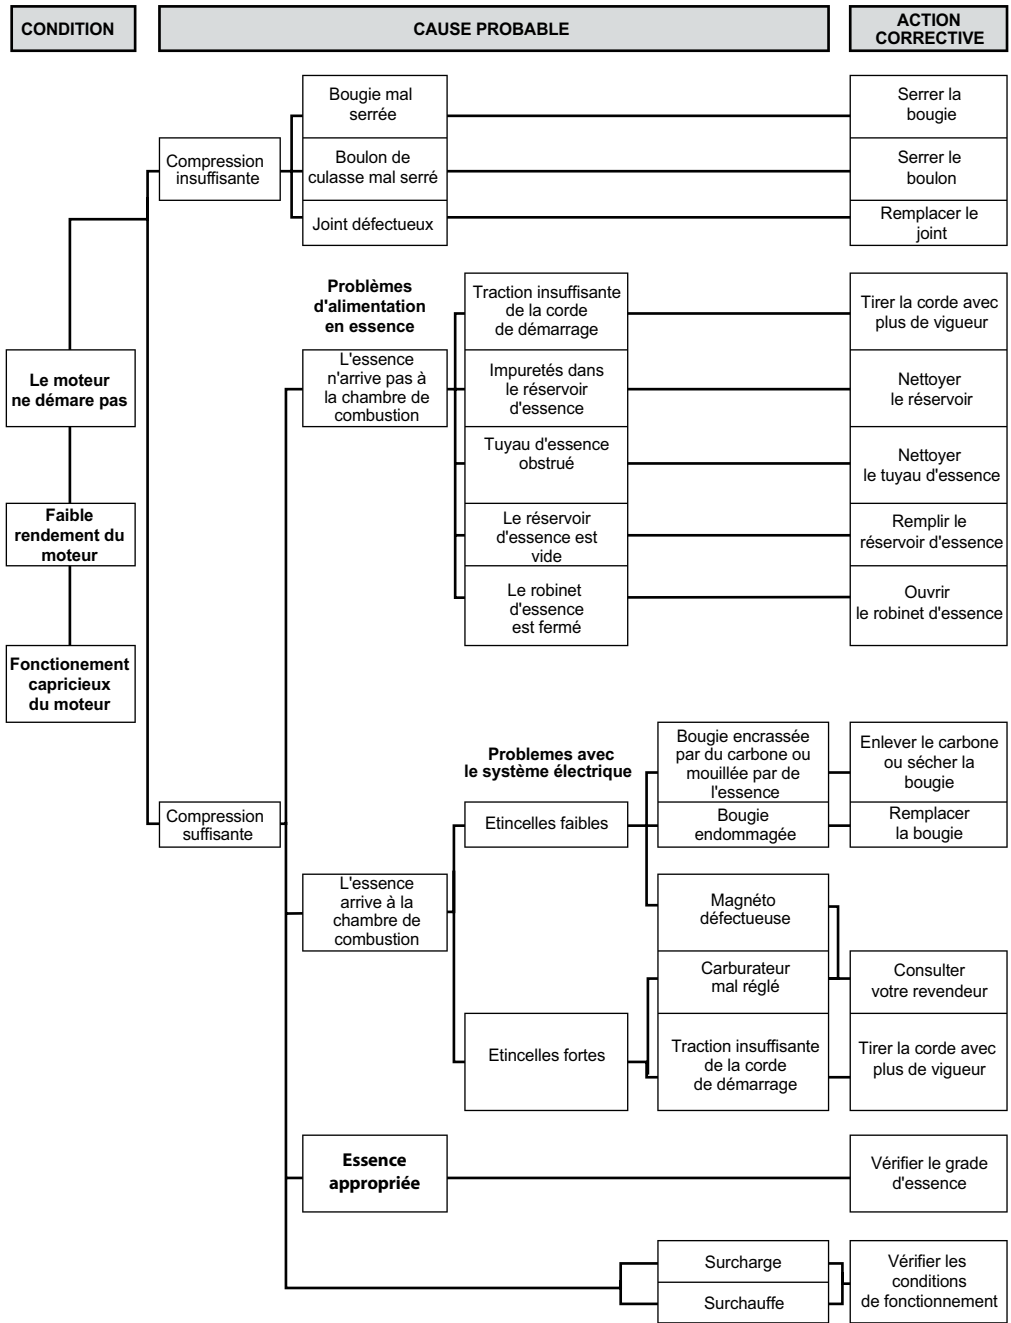 CONDITION
CAUSE PROBABLE
ACTION
CORRECTIVE
Bougie mal
serrée
Serrer la
bougie
Compression
insuffisante
Boulon de
culasse mal serré
Serrer le
boulon
Joint défectueux
Remplacer le
joint
Problèmes
d'alimentation
en essence
Traction insuffisante
de la corde
de démarrage
Tirer la corde avec
plus de vigueur
Le moteur
ne démare pas
L'essence
n'arrive pas à
la chambre de
combustion
Impuretés dans
le réservoir
d'essence
Nettoyer
le réservoir
Tuyau d'essence
obstrué
Nettoyer
le tuyau d'essence
Faible
rendement du
moteur
Le réservoir
d'essence est
vide
Remplir le
réservoir d'essence
Le robinet
d'essence
est fermé
Ouvrir
le robinet d'essence
Fonctionement
capricieux
du moteur
Problemes avec
le système électrique
Bougie encrassée
par du carbone ou
mouillée par de
l'essence
Enlever le carbone
ou sécher la
bougie
Compression
suffisante
Etincelles faibles
Bougie
endommagée
Remplacer
la bougie
L'essence
arrive à la
chambre de
combustion
Magnéto
défectueuse
Carburateur
mal réglé
Consulter
votre revendeur
Etincelles fortes
Traction insuffisante
de la corde
de démarrage
Tirer la corde avec
plus de vigueur
Essence
appropriée
Vérifier le grade
d'essence
Surcharge
Surchauffe
Vérifier les
conditions
de fonctionnement